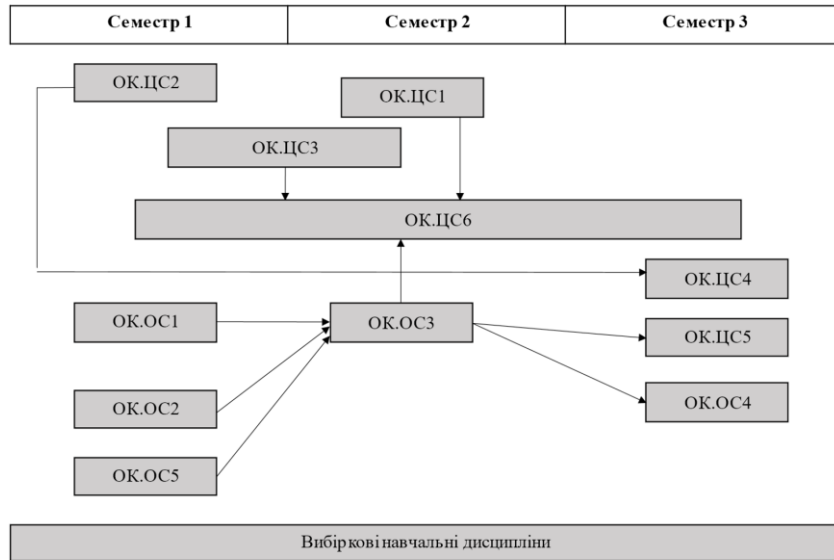 Семестр 1
Семестр 2
Семестр 3
ОК.ЦС2
ОК.ЦС1
ОК.ЦС3
ОК.ЦС6
ОК.ЦС4
ОК.ОС1
ОК.ОС3
ОК.ЦС5
ОК.ОС2
ОК.ОС4
ОК.ОС5
Вибіркові навчальні дисципліни